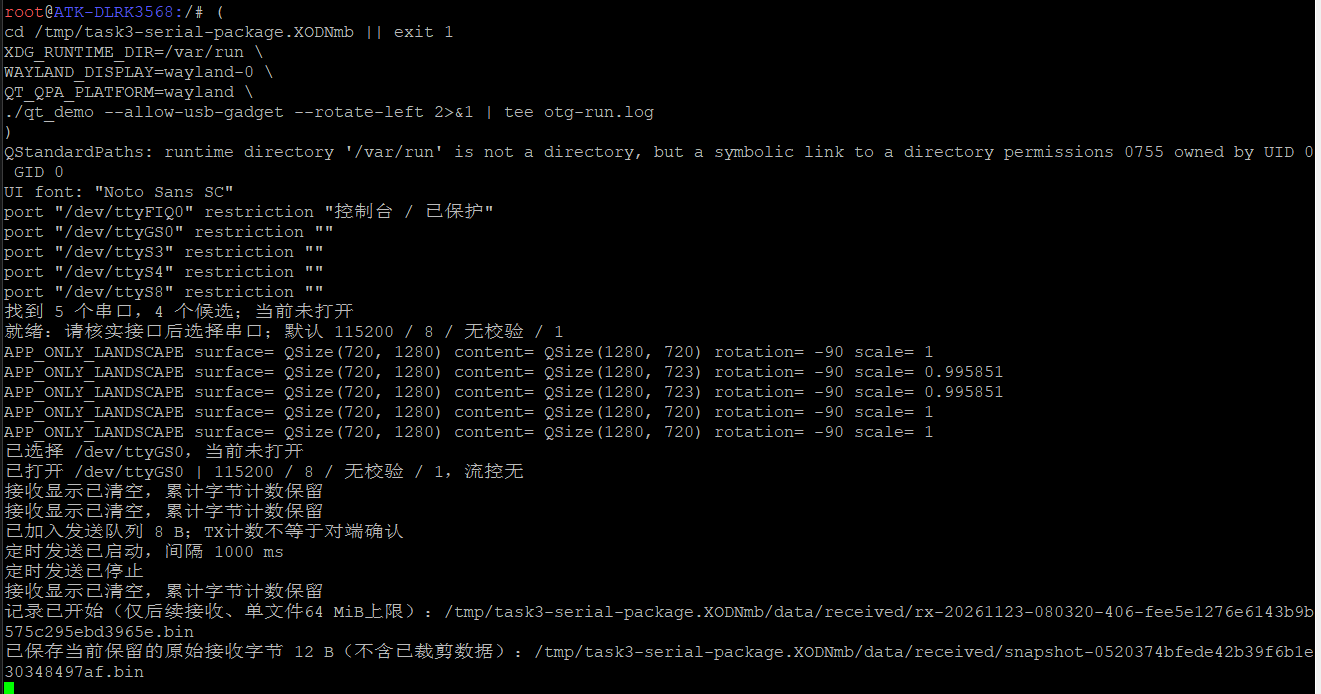 root@ATK-DLRK3568:/# (
cd /tmp/task3-serial-package.XODNmb || exit 1
XDG_RUNTIME_DIR=/var/run \
WAYLAND_DISPLAY=wayland-0 \
QT_QPA_PLATFORM=wayland \
./qt_demo --allow-usb-gadget --rotate-left 2>&1 | tee otg-run.log
)
QStandardPaths: runtime directory '/var/run' is not a directory, but a symbolic link to a directory permissions 0755 owned by UID 0
 GID 0
UI font: "Noto Sans SC"
port "/dev/ttyFIQ0" restriction "控制台 / 已保护"
port "/dev/ttyGS0" restriction ""
port "/dev/ttyS3" restriction ""
port "/dev/ttyS4" restriction ""
port "/dev/ttyS8" restriction ""
找到 5 个串口，4 个候选；当前未打开
就绪：请核实接口后选择串口；默认 115200 / 8 / 无校验 / 1
APP_ONLY_LANDSCAPE surface= QSize(720, 1280) content= QSize(1280, 720) rotation= -90 scale= 1
APP_ONLY_LANDSCAPE surface= QSize(720, 1280) content= QSize(1280, 723) rotation= -90 scale= 0.995851
APP_ONLY_LANDSCAPE surface= QSize(720, 1280) content= QSize(1280, 723) rotation= -90 scale= 0.995851
APP_ONLY_LANDSCAPE surface= QSize(720, 1280) content= QSize(1280, 720) rotation= -90 scale= 1
APP_ONLY_LANDSCAPE surface= QSize(720, 1280) content= QSize(1280, 720) rotation= -90 scale= 1
已选择 /dev/ttyGS0，当前未打开
已打开 /dev/ttyGS0 | 115200 / 8 / 无校验 / 1，流控无
接收显示已清空，累计字节计数保留
接收显示已清空，累计字节计数保留
已加入发送队列 8 B；TX计数不等于对端确认
定时发送已启动，间隔 1000 ms
定时发送已停止
接收显示已清空，累计字节计数保留
记录已开始（仅后续接收、单文件64 MiB上限）：/tmp/task3-serial-package.XODNmb/data/received/rx-20261123-080320-406-fee5e1276e6143b9b
575c295ebd3965e.bin
已保存当前保留的原始接收字节 12 B（不含已裁剪数据）：/tmp/task3-serial-package.XODNmb/data/received/snapshot-0520374bfede42b39f6b1e
30348497af.bin